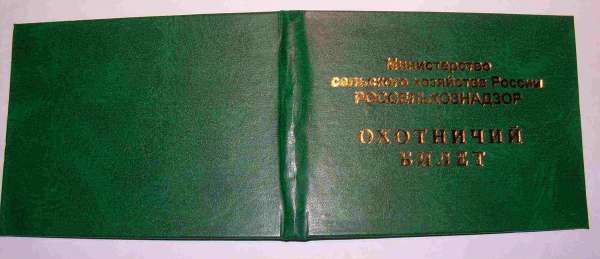 Министерство
сельского хозяйства России
РОССЕЛЬХОЗНАДЗОР
ОХОТНИЧИЙ
БИЛЕТ